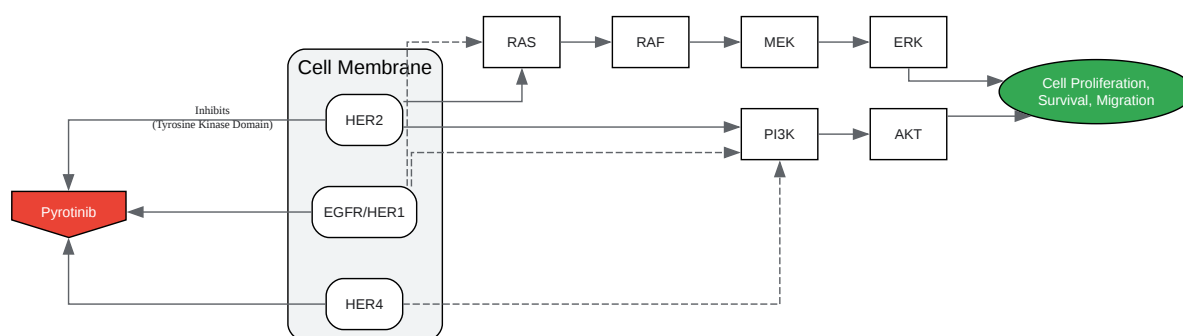 Cell Membrane
RAS
RAF
MEK
ERK
Cell Proliferation,
Survival, Migration
Inhibits
(Tyrosine Kinase Domain)
HER2
PI3K
AKT
Pyrotinib
EGFR/HER1
HER4